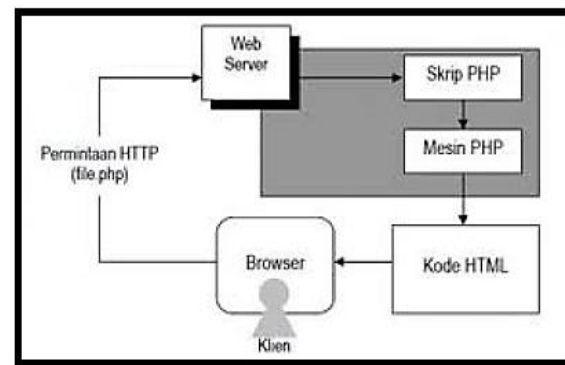 Web
Server
Skrip PHP
Mesin PHP
Permintaan HTTP
(file.php)
Browser
Kode HTML
Klien